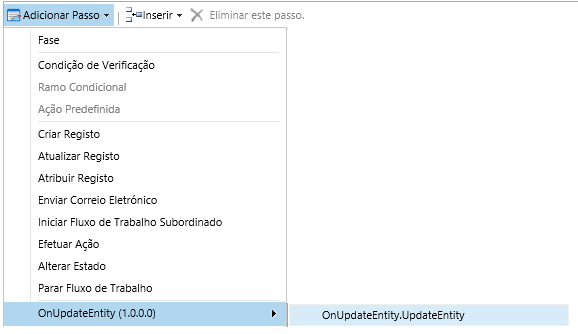 Adicionar Passo Inserir Eliminar este passo.
Fase
Condição de Verificação
Ramo Condicional
Ação Predefinida
Criar Registo
Atualizar Registo
Atribuir Registo
Enviar Correio Eletrónico
Iniciar Fluxo de Trabalho Subordinado
Efetuar Ação
Alterar Estado
Parar Fluxo de Trabalho
OnUpdateEntity (1.0.0.0) OnUpdateEntity.UpdateEntity